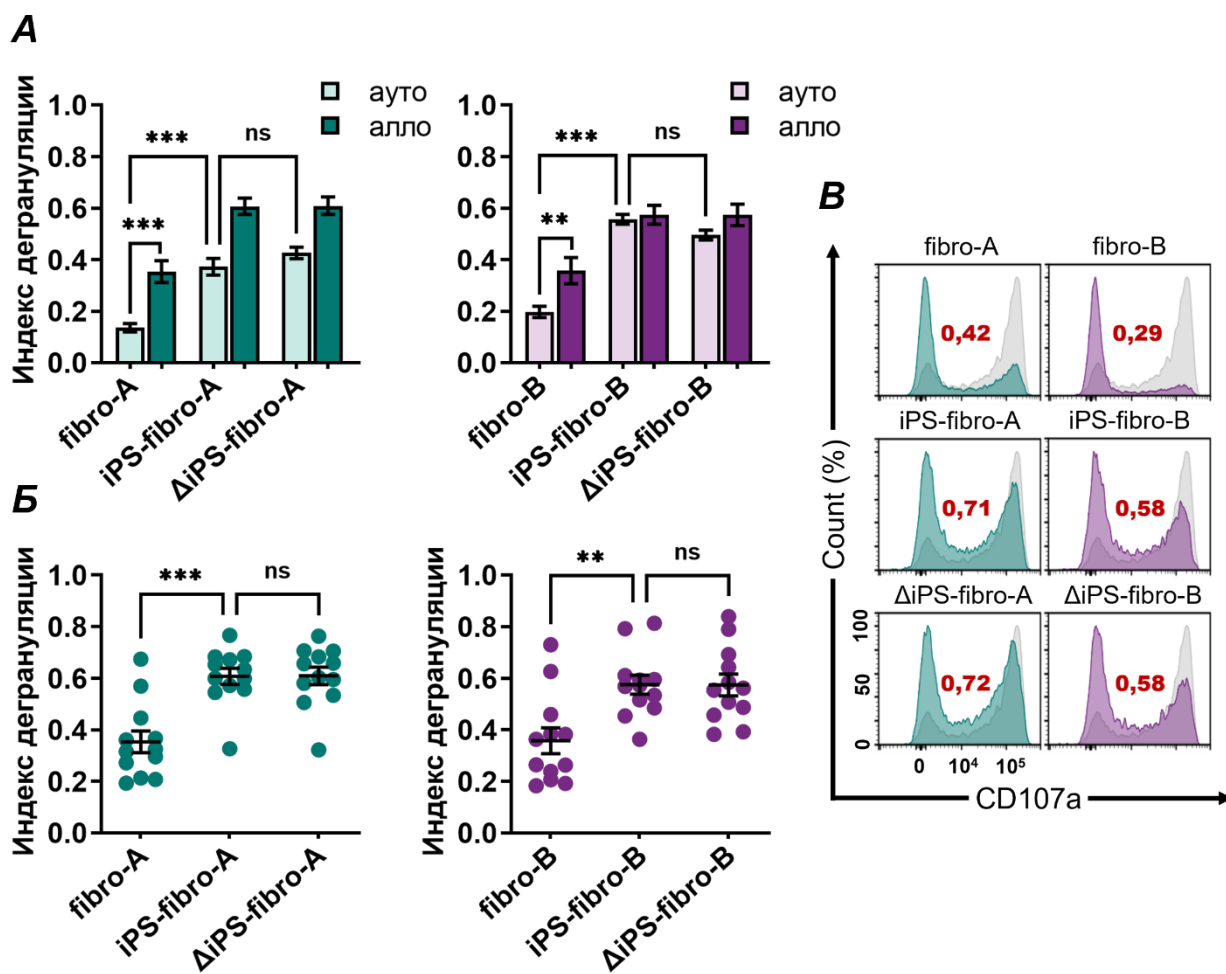 А
Индекс дегрануляции
1.0
0.8
0.6
0.4
0.2
0.0
ауто
алло
***
ns
***
fibro-A
iPS-fibro-A
ΔiPS-fibro-A
1.0
0.8
0.6
0.4
0.2
0.0
ауто
алло
***
ns
**
fibro-B
iPS-fibro-B
ΔiPS-fibro-B
Б
Индекс дегрануляции
1.0
0.8
0.6
0.4
0.2
0.0
***
ns
fibro-A
iPS-fibro-A
ΔiPS-fibro-A
Индекс дегрануляции
1.0
0.8
0.6
0.4
0.2
0.0
**
ns
fibro-B
iPS-fibro-B
ΔiPS-fibro-B
В
Count (%)
fibro-A
fibro-B
0,42
0,29
iPS-fibro-A
iPS-fibro-B
0,71
0,58
ΔiPS-fibro-A
ΔiPS-fibro-B
0,72
0,58
100
50
0
0 10⁴ 10⁵
CD107a